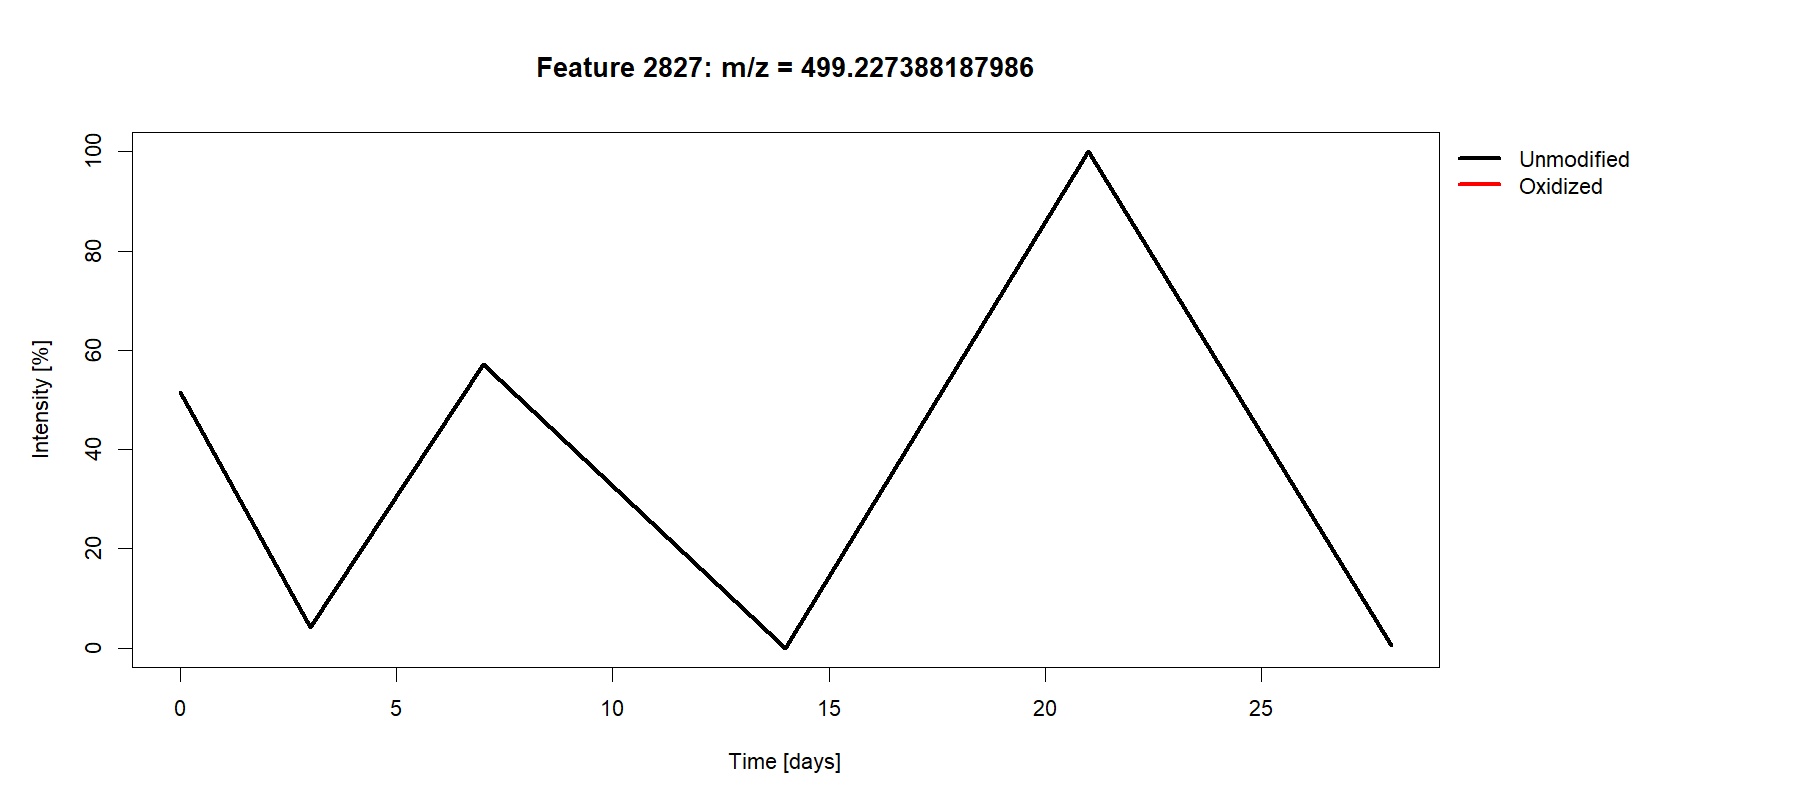 Feature 2827: m/z = 499.227388187986
Unmodified
Oxidized
Intensity [%]
100
80
60
40
20
0
0 5 10 15 20 25
Time [days]